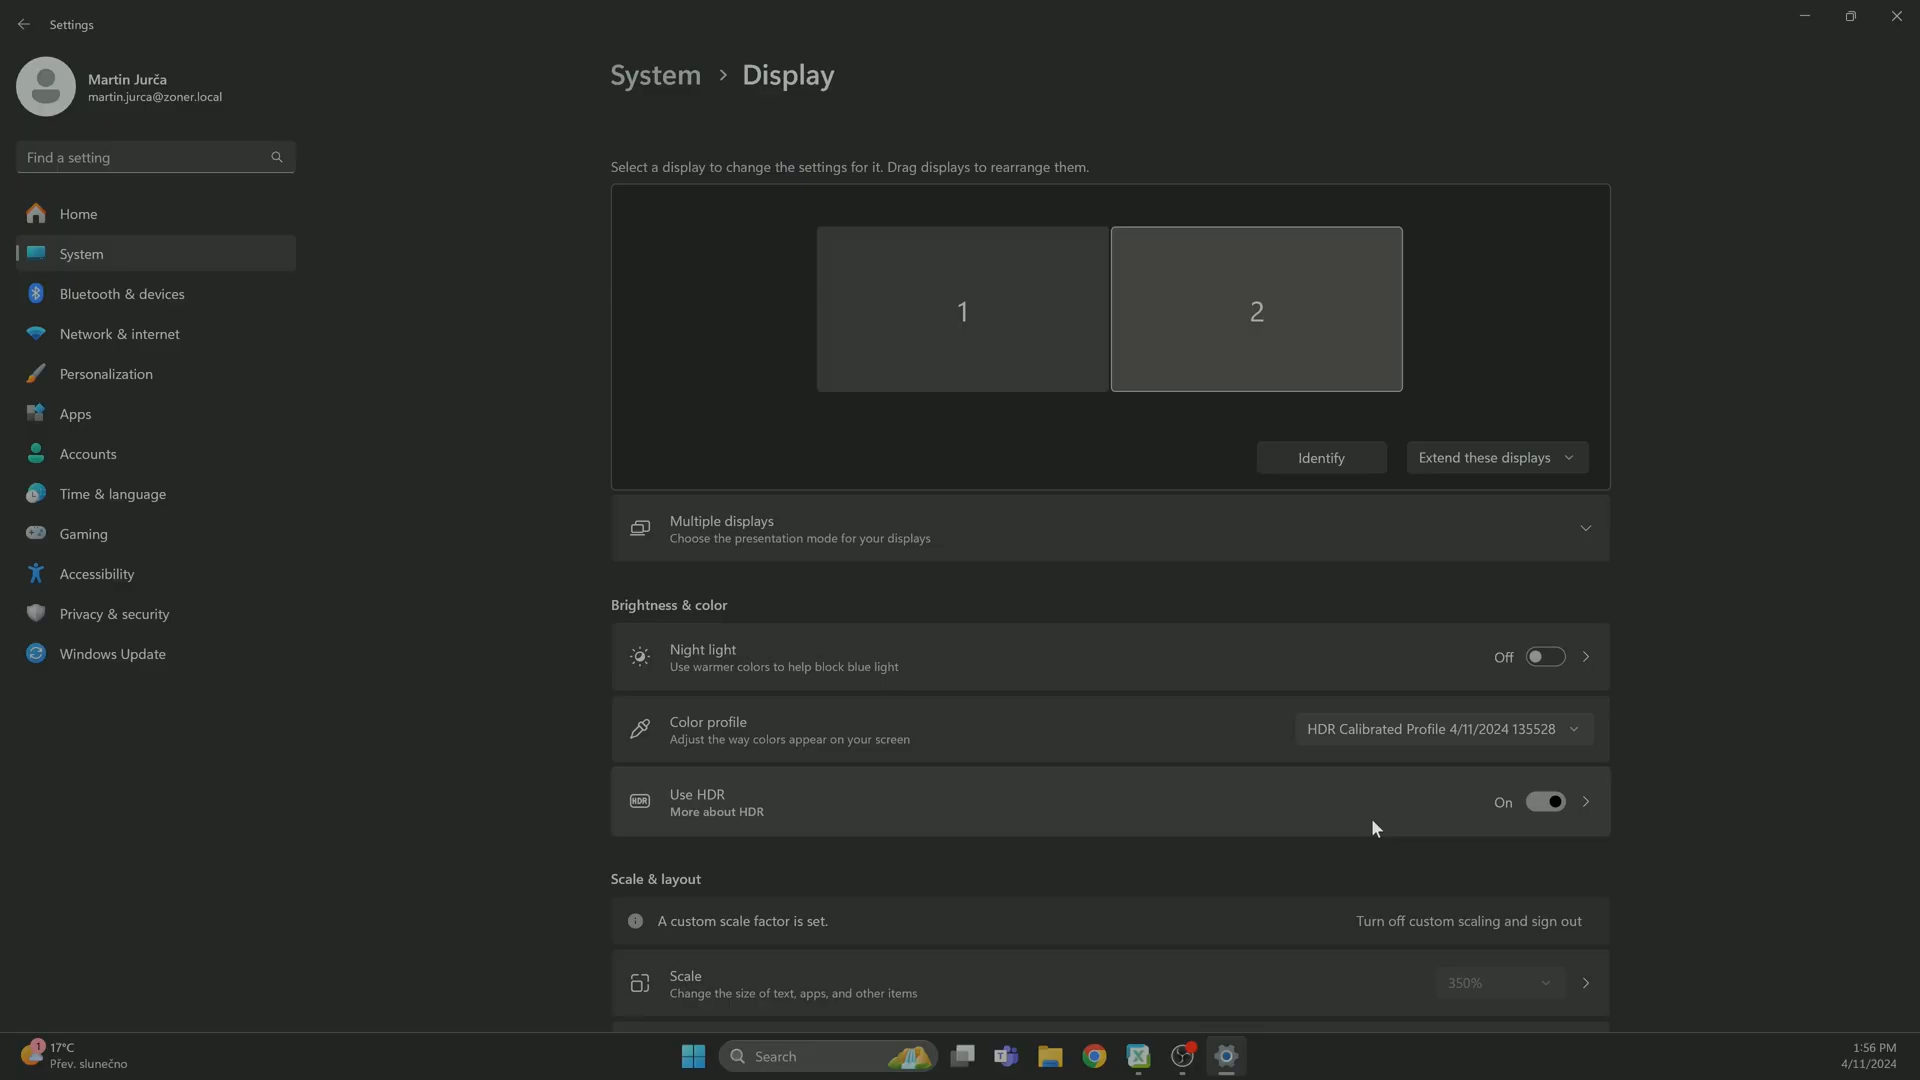 Settings
Martin Jurča
martin.jurca@zoner.local
Find a setting
Home
System
Bluetooth & devices
Network & internet
Personalization
Apps
Accounts
Time & language
Gaming
Accessibility
Privacy & security
Windows Update
System > Display
Select a display to change the settings for it. Drag displays to rearrange them.
1
2
Identify
Extend these displays
Multiple displays
Choose the presentation mode for your displays
Brightness & color
Night light
Use warmer colors to help block blue light
Off
Color profile
Adjust the way colors appear on your screen
HDR Calibrated Profile 4/11/2024 135528
HDR
Use HDR
More about HDR
On
Scale & layout
A custom scale factor is set.
Turn off custom scaling and sign out
Scale
Change the size of text, apps, and other items
350%
1
17°C
Přev. slunečno
Search
1:56 PM
4/11/2024